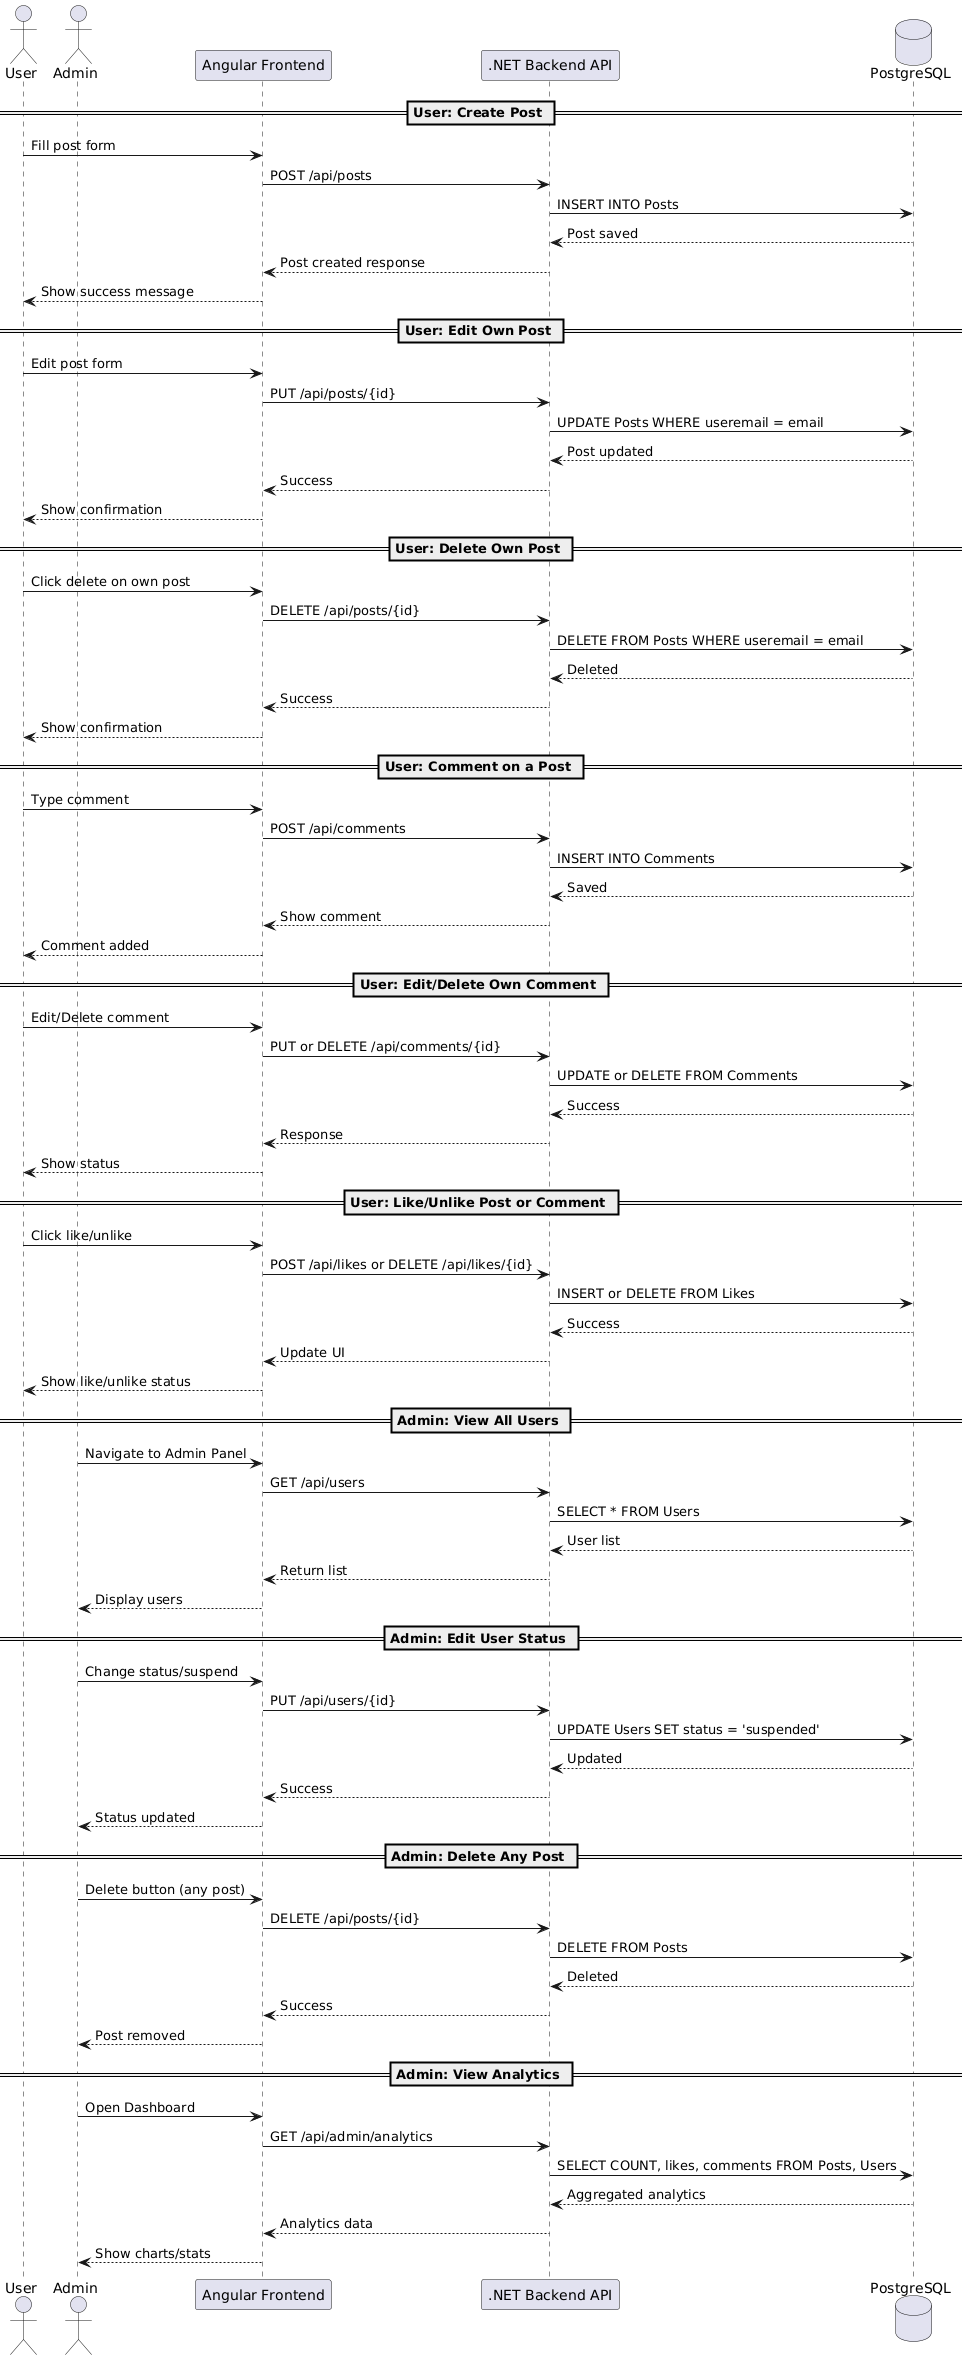 User
Admin
Angular Frontend
.NET Backend API
PostgreSQL
User: Create Post
Fill post form
POST /api/posts
INSERT INTO Posts
Post saved
Post created response
Show success message
User: Edit Own Post
Edit post form
PUT /api/posts/{id}
UPDATE Posts WHERE useremail = email
Post updated
Success
Show confirmation
User: Delete Own Post
Click delete on own post
DELETE /api/posts/{id}
DELETE FROM Posts WHERE useremail = email
Deleted
Success
Show confirmation
User: Comment on a Post
Type comment
POST /api/comments
INSERT INTO Comments
Saved
Show comment
Comment added
User: Edit/Delete Own Comment
Edit/Delete comment
PUT or DELETE /api/comments/{id}
UPDATE or DELETE FROM Comments
Success
Response
Show status
User: Like/Unlike Post or Comment
Click like/unlike
POST /api/likes or DELETE /api/likes/{id}
INSERT or DELETE FROM Likes
Success
Update UI
Show like/unlike status
Admin: View All Users
Navigate to Admin Panel
GET /api/users
SELECT * FROM Users
User list
Return list
Display users
Admin: Edit User Status
Change status/suspend
PUT /api/users/{id}
UPDATE Users SET status = 'suspended'
Updated
Success
Status updated
Admin: Delete Any Post
Delete button (any post)
DELETE /api/posts/{id}
DELETE FROM Posts
Deleted
Success
Post removed
Admin: View Analytics
Open Dashboard
GET /api/admin/analytics
SELECT COUNT, likes, comments FROM Posts, Users
Aggregated analytics
Analytics data
Show charts/stats
User
Admin
Angular Frontend
.NET Backend API
PostgreSQL